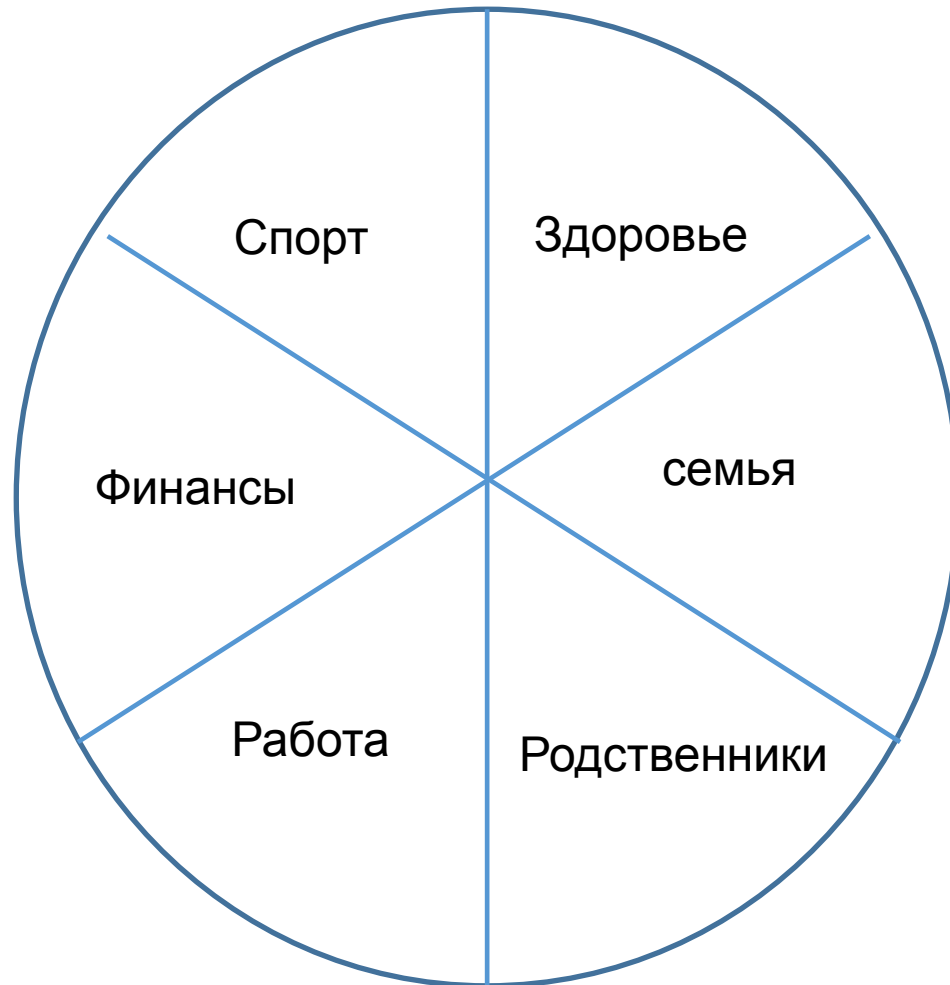 Спорт
Здоровье
Финансы
семья
Работа
Родственники